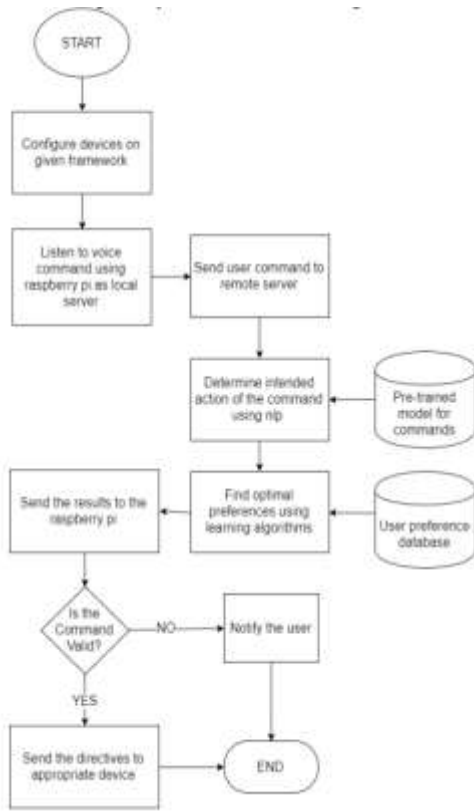 START
Configure devices on
given framework
Listen to voice
command using
raspberry pi as local
server
Send user command to
remote server
Determine intended
action of the command
using nlp
Pre-trained
model for
commands
Send the results to the
raspberry pi
Find optimal
preferences using
learning algorithms
User preference
database
Is the
Command
Valid?
NO
Notify the user
YES
Send the directives to
appropriate device
END